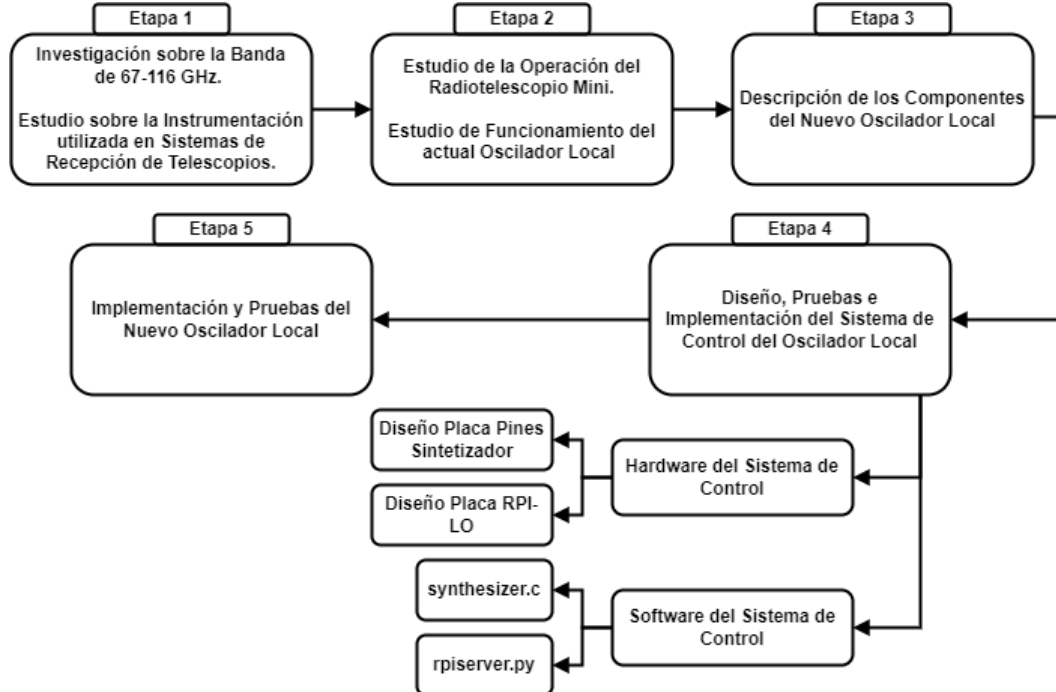 Etapa 1
Investigación sobre la Banda
de 67-116 GHz.
Estudio sobre la Instrumentación
utilizada en Sistemas de
Recepción de Telescopios.
Etapa 2
Estudio de la Operación del
Radiotelescopio Mini.
Estudio de Funcionamiento del
actual Oscilador Local
Etapa 3
Descripción de los Componentes
del Nuevo Oscilador Local
Etapa 4
Diseño, Pruebas e
Implementación del Sistema de
Control del Oscilador Local
Etapa 5
Implementación y Pruebas del
Nuevo Oscilador Local
Hardware del Sistema de
Control
Diseño Placa Pines
Sintetizador
Diseño Placa RPI-
LO
Software del Sistema de
Control
synthesizer.c
rpiserver.py